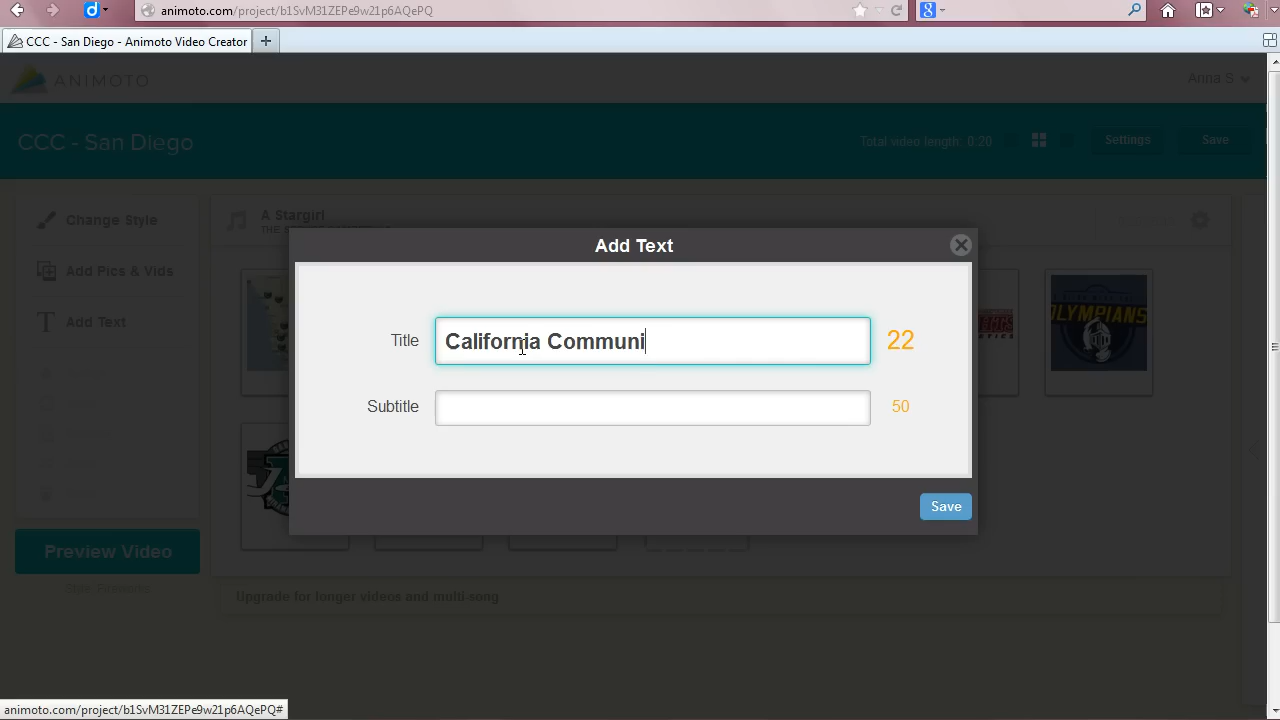 animoto.com/project/b1SvM31ZEPe9w21p6AQePQ
CCC - San Diego - Animoto Video Creator
ANIMOTO
Anna S
CCC - San Diego
Total video length: 0:20
Settings
Save
Change Style
Add Pics & Vids
Add Text
A Stargirl
Add Text
Title
California Communi
22
Subtitle
50
Save
OLYMPIANS
Preview Video
Upgrade for longer videos and multi song
animoto.com/project/b1SvM31ZEPe9w21p6AQePQ#